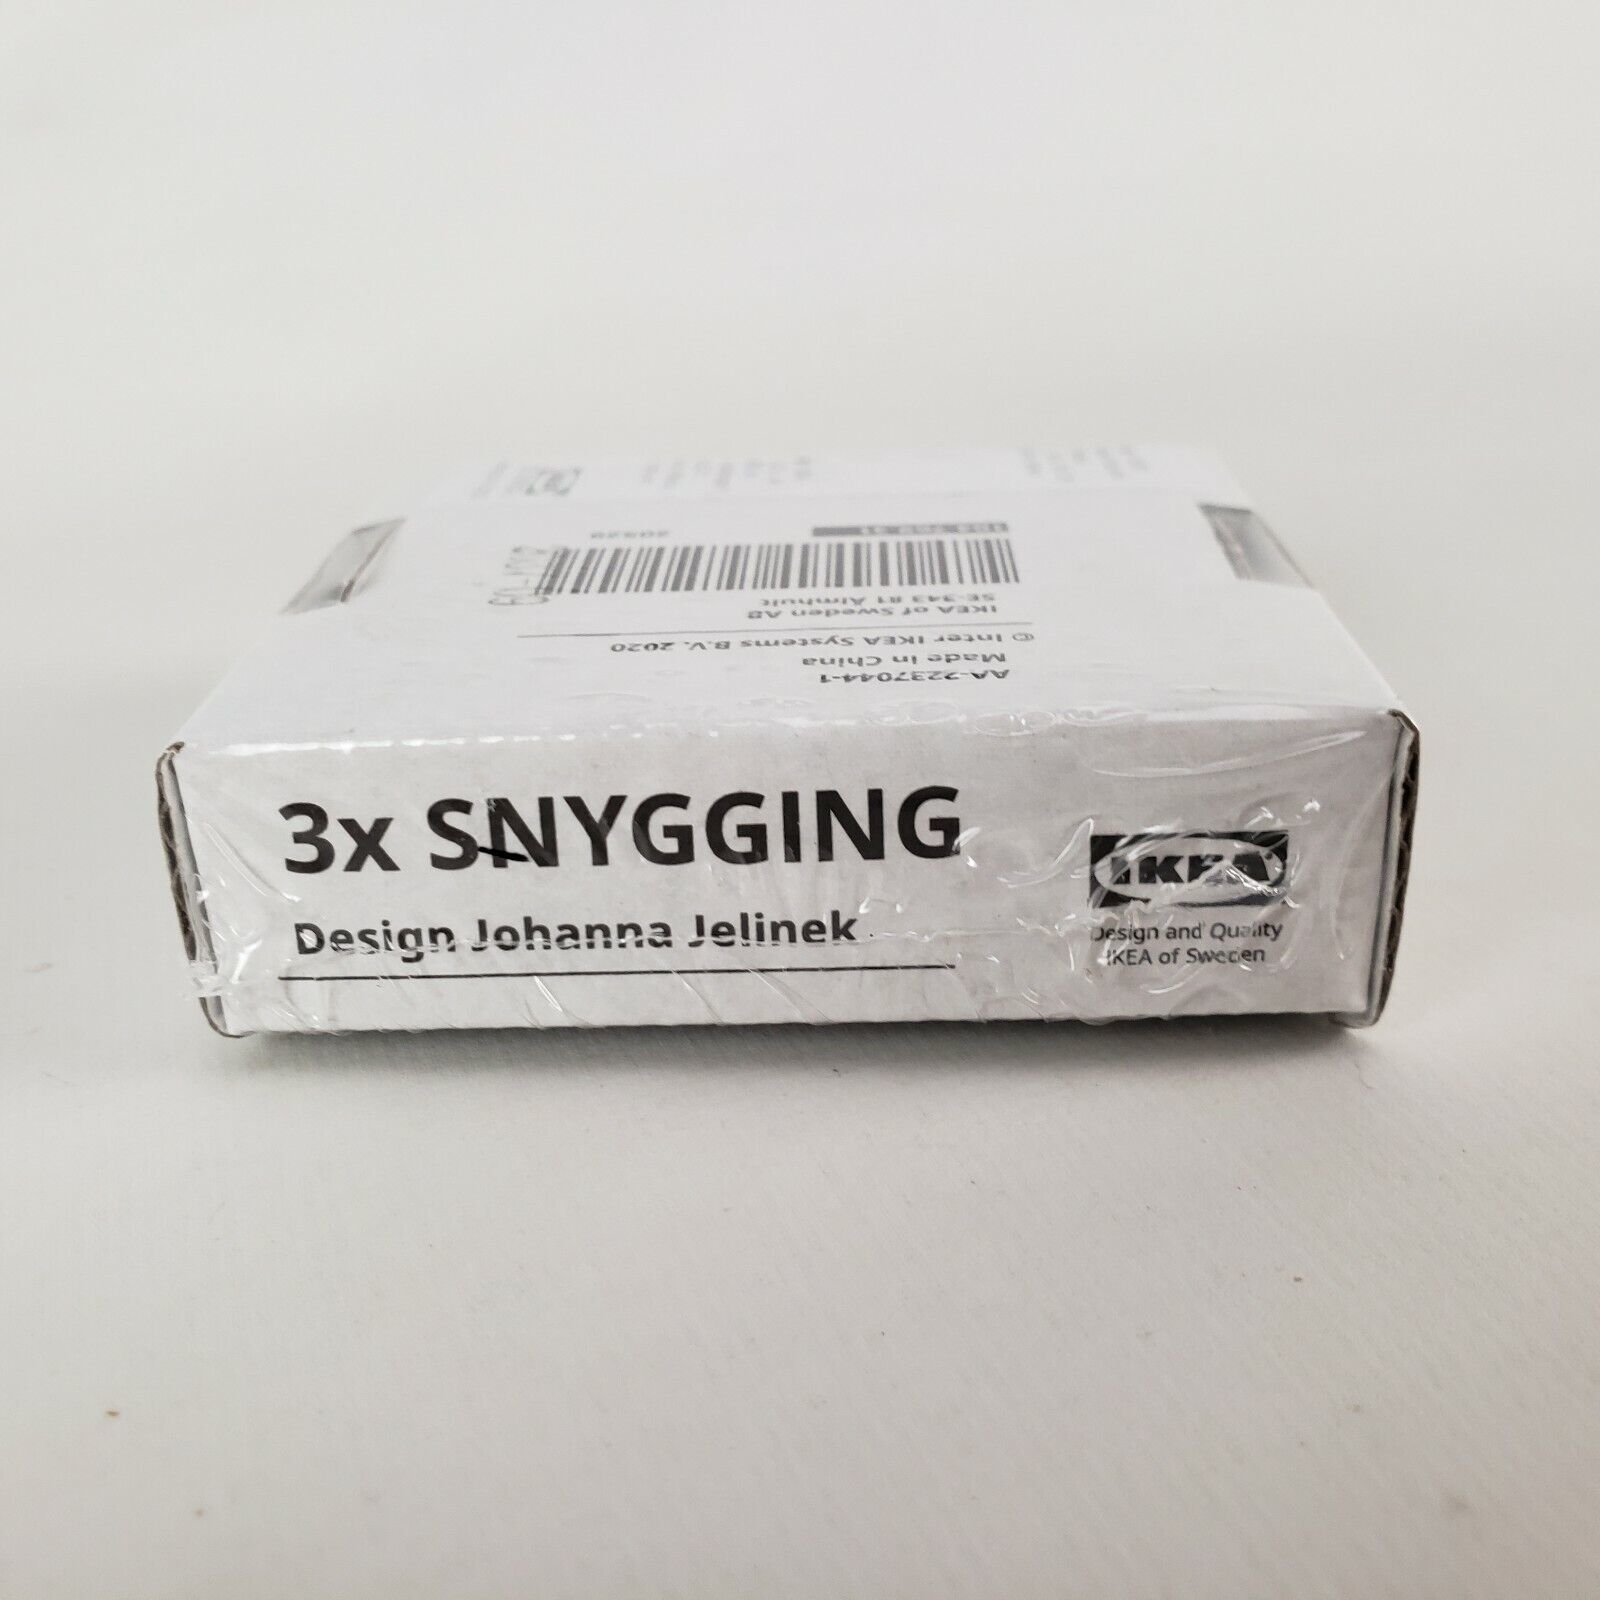 3x SNYGGING
Design Johanna Jelinek
IKEA
Design and Quality
IKEA of Sweden
AA-2237044-1
Made in China
© Inter IKEA Systems B.V. 2020
IKEA of Sweden AB
SE-343 81 Älmhult